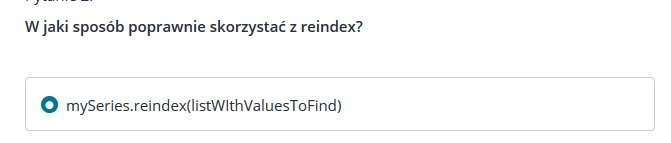 W jaki sposób poprawnie skorzystać z reindex?
mySeries.reindex(listWIthValuesToFind)